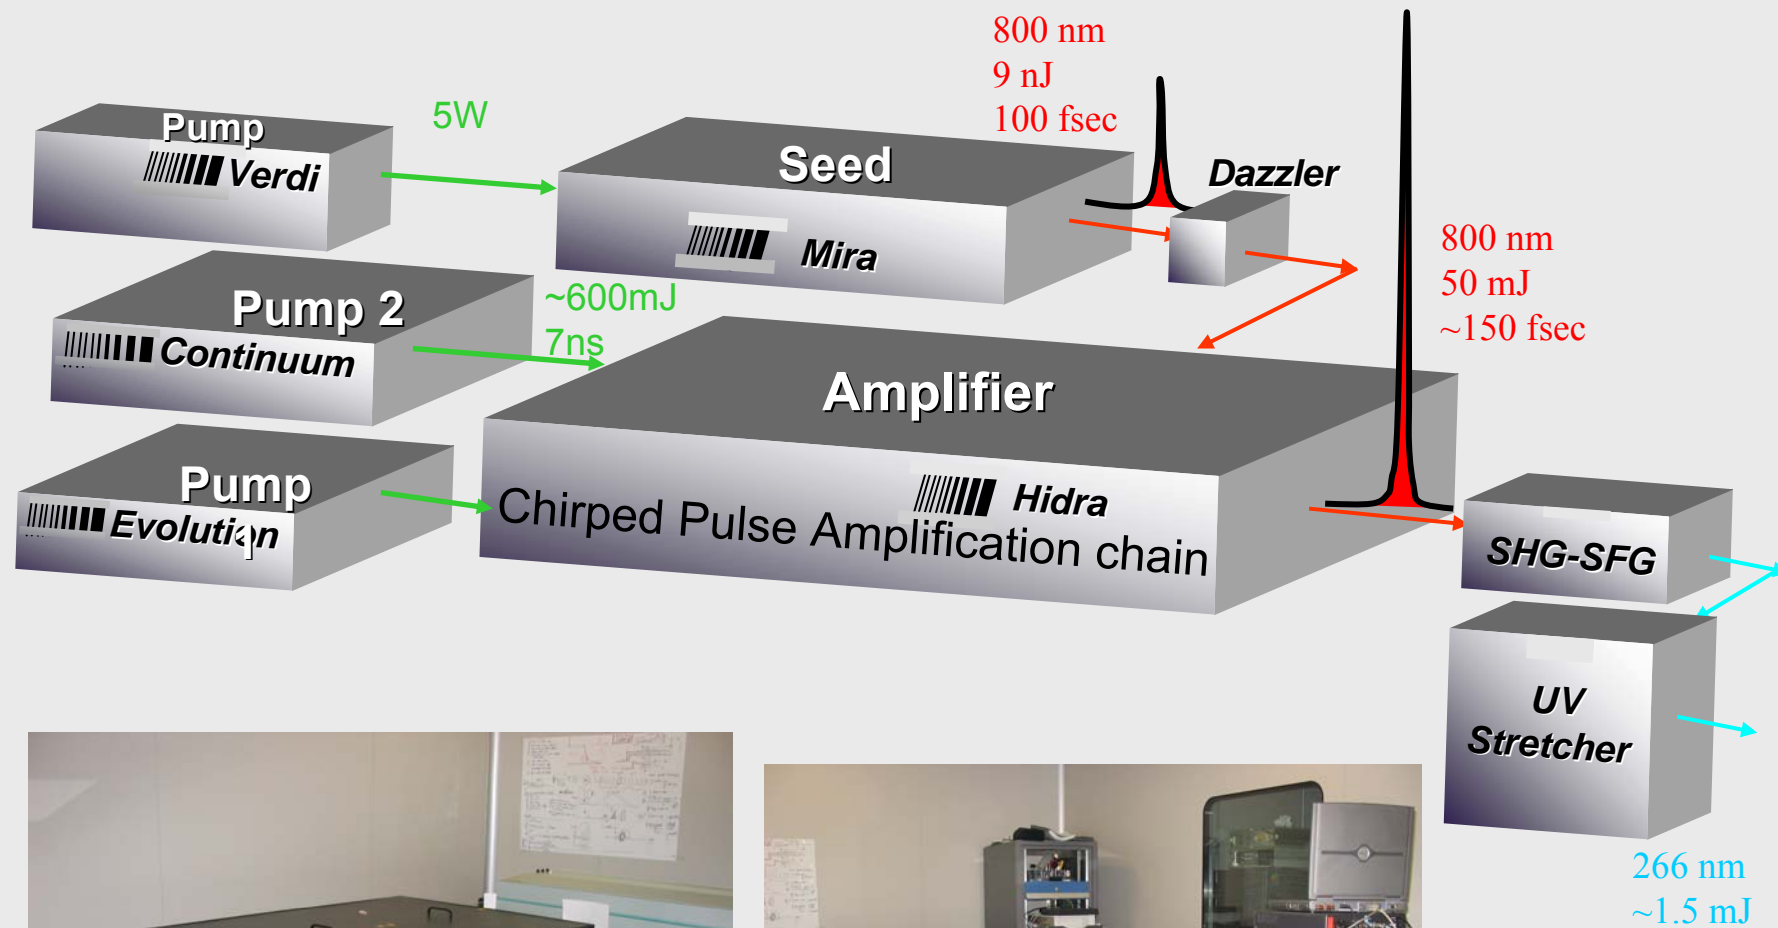 800 nm
9 nJ
100 fsec
Pump
Verdi
5W
Seed
Mira
Dazzler
800 nm
50 mJ
~150 fsec
Pump 2
Continuum
~600mJ
7ns
Amplifier
Hidra
Chirped Pulse Amplification chain
Pump
1
Evolution
SHG-SFG
UV
Stretcher
266 nm
~1.5 mJ